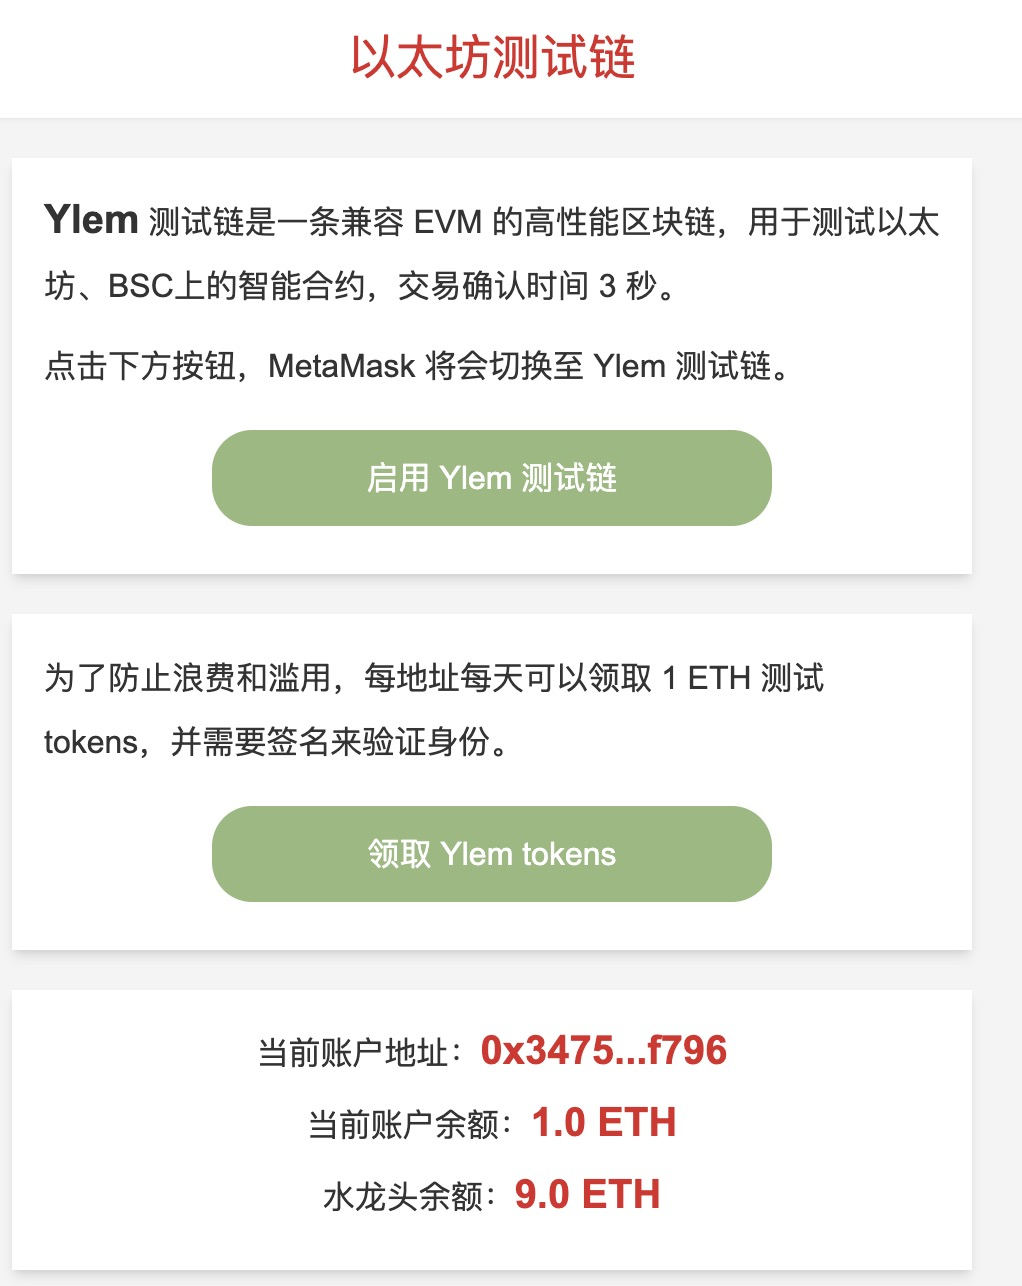 以太坊测试链
Ylem 测试链是一条兼容 EVM 的高性能区块链，用于测试以太
坊、BSC上的智能合约，交易确认时间 3 秒。
点击下方按钮，MetaMask 将会切换至 Ylem 测试链。
启用 Ylem 测试链
为了防止浪费和滥用，每地址每天可以领取 1 ETH 测试
tokens，并需要签名来验证身份。
领取 Ylem tokens
当前账户地址：0x3475...f796
当前账户余额：1.0 ETH
水龙头余额：9.0 ETH